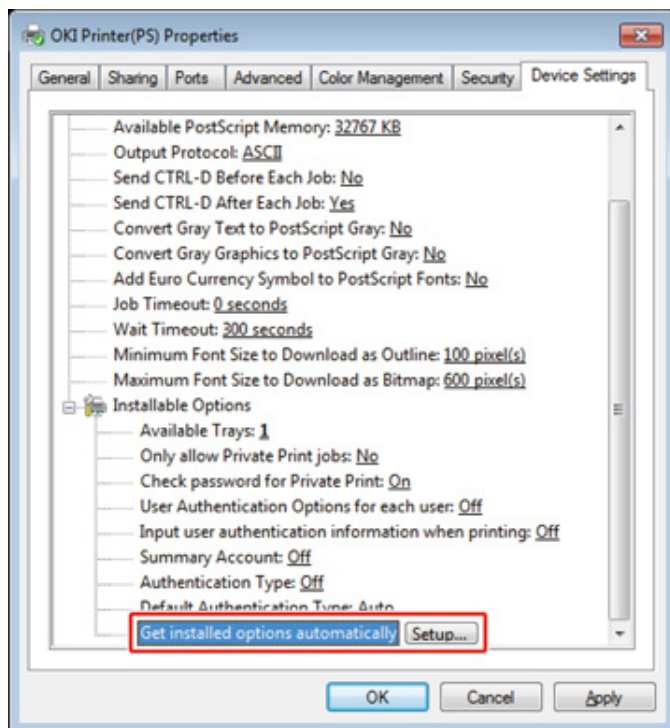 OKI Printer(PS) Properties
General Sharing Ports Advanced Color Management Security Device Settings
Available PostScript Memory: 32767 KB
Output Protocol: ASCII
Send CTRL-D Before Each Job: No
Send CTRL-D After Each Job: Yes
Convert Gray Text to PostScript Gray: No
Convert Gray Graphics to PostScript Gray: No
Add Euro Currency Symbol to PostScript Fonts: No
Job Timeout: 0 seconds
Wait Timeout: 300 seconds
Minimum Font Size to Download as Outline: 100 pixel(s)
Maximum Font Size to Download as Bitmap: 600 pixel(s)
Installable Options
Available Trays: 1
Only allow Private Print jobs: No
Check password for Private Print: On
User Authentication Options for each user: Off
Input user authentication information when printing: Off
Summary Account: Off
Authentication Type: Off
Default Authentication Type: Auto
Get installed options automatically Setup...
OK Cancel Apply